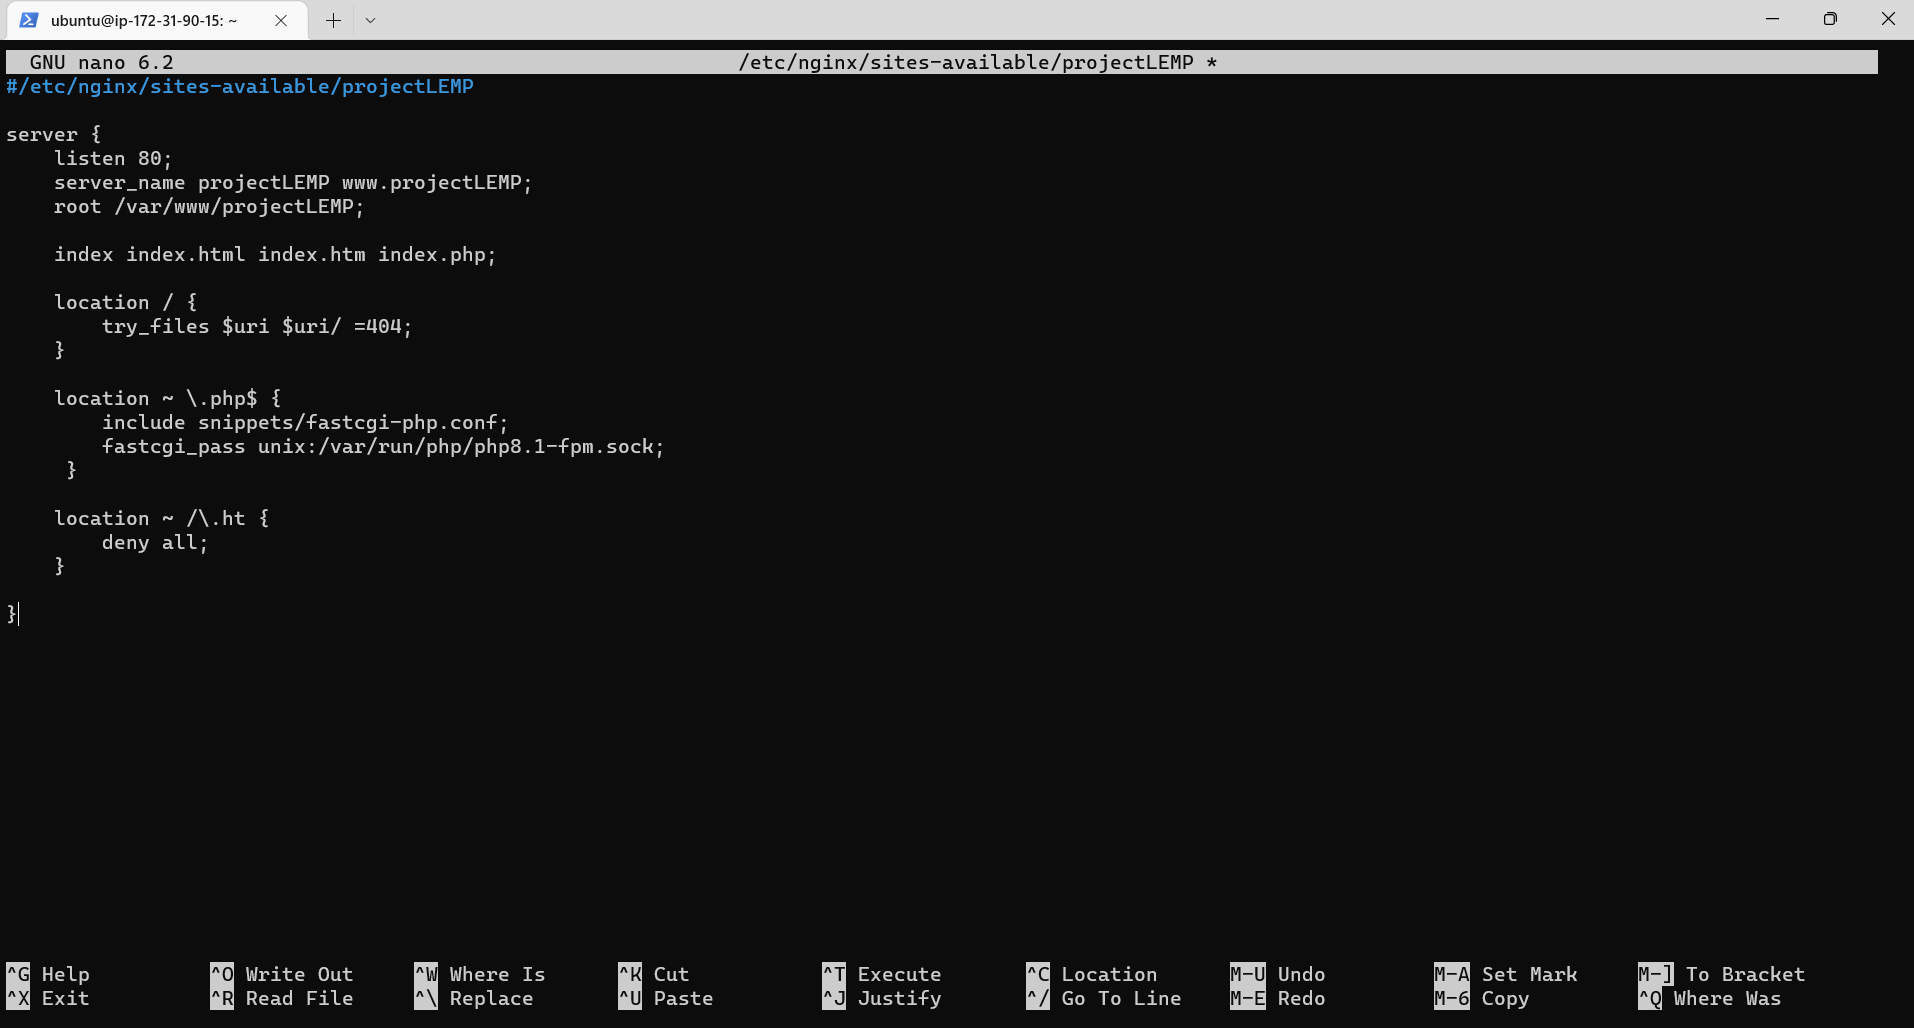 ubuntu@ip-172-31-90-15: ~
GNU nano 6.2 /etc/nginx/sites-available/projectLEMP *
#/etc/nginx/sites-available/projectLEMP
server {
listen 80;
server_name projectLEMP www.projectLEMP;
root /var/www/projectLEMP;
index index.html index.htm index.php;
location / {
try_files $uri $uri/ =404;
}
location ~ \.php$ {
include snippets/fastcgi-php.conf;
fastcgi_pass unix:/var/run/php/php8.1-fpm.sock;
}
location ~ /\.ht {
deny all;
}
}
^G Help ^O Write Out ^W Where Is ^K Cut ^T Execute ^C Location M-U Undo M-A Set Mark M-] To Bracket
^X Exit ^R Read File ^\ Replace ^U Paste ^J Justify ^/ Go To Line M-E Redo M-6 Copy ^Q Where Was